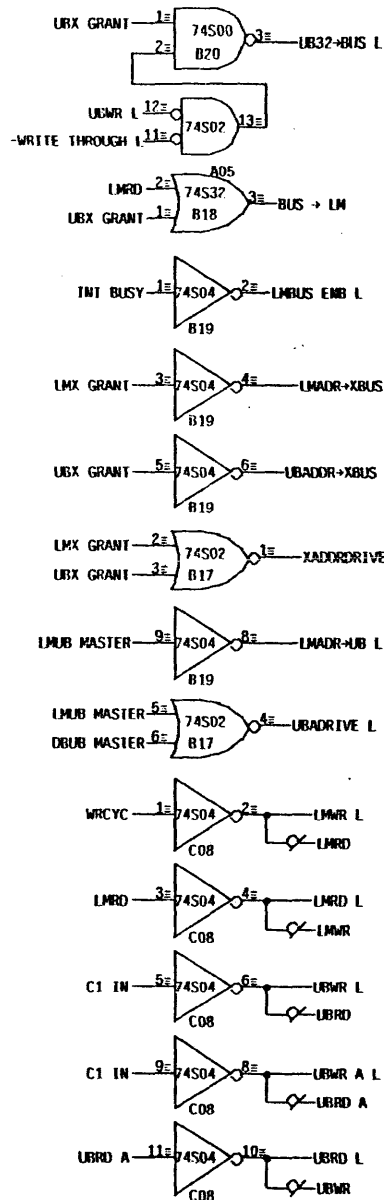 UBX GRANT 1 74S00 3 UB32→BUS L
2 B20
UBWR L 12 74S02 13
-WRITE THROUGH L 11
A05
LMRD 2 74S32 3 BUS → LM
UBX GRANT 1 B18
INT BUSY 1 74S04 2 LMBUS ENB L
B19
LMX GRANT 3 74S04 4 LMADR→XBUS
B19
UBX GRANT 5 74S04 6 UBADDR→XBUS
B19
LMX GRANT 2 74S02 1 XADDRDRIVE
UBX GRANT 3 B17
LMUB MASTER 9 74S04 8 LMADR→UB L
B19
LMUB MASTER 5 74S02 4 UBADRIVE L
DBUB MASTER 6 B17
WRCYC 1 74S04 2 LMWR L
LMRD
C08
LMRD 3 74S04 4 LMRD L
LMWR
C08
C1 IN 5 74S04 6 UBWR L
UBRD
C08
C1 IN 9 74S04 8 UBWR A L
UBRD A
C08
UBRD A 11 74S04 10 UBRD L
UBWR
C08